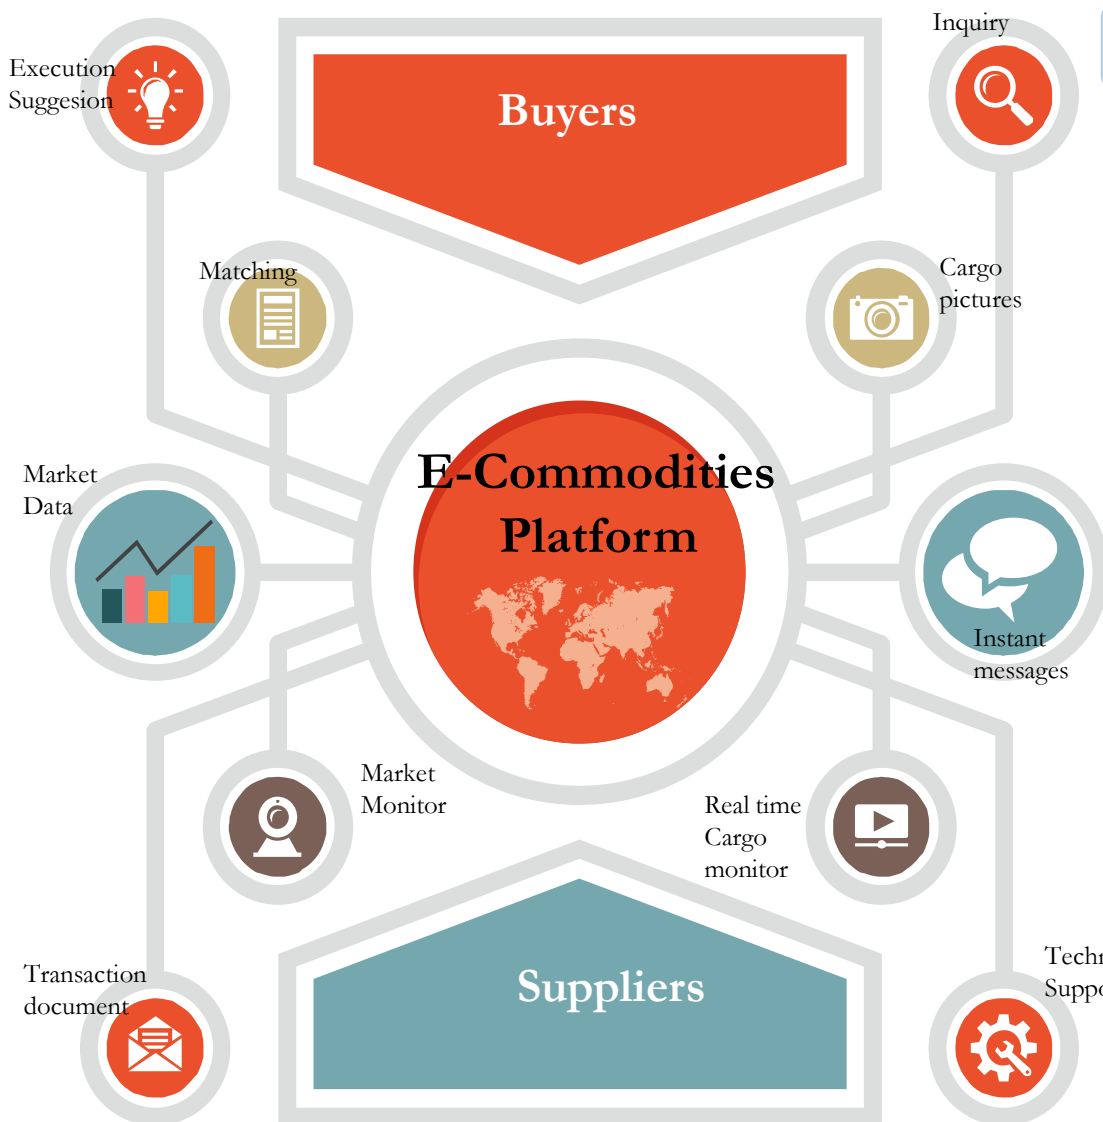 Inquiry
Execution
Suggesion
Buyers
Matching
Cargo
pictures
E-Commodities
Platform
Market
Data
Instant
messages
Market
Monitor
Real time
Cargo
monitor
Transaction
document
Suppliers